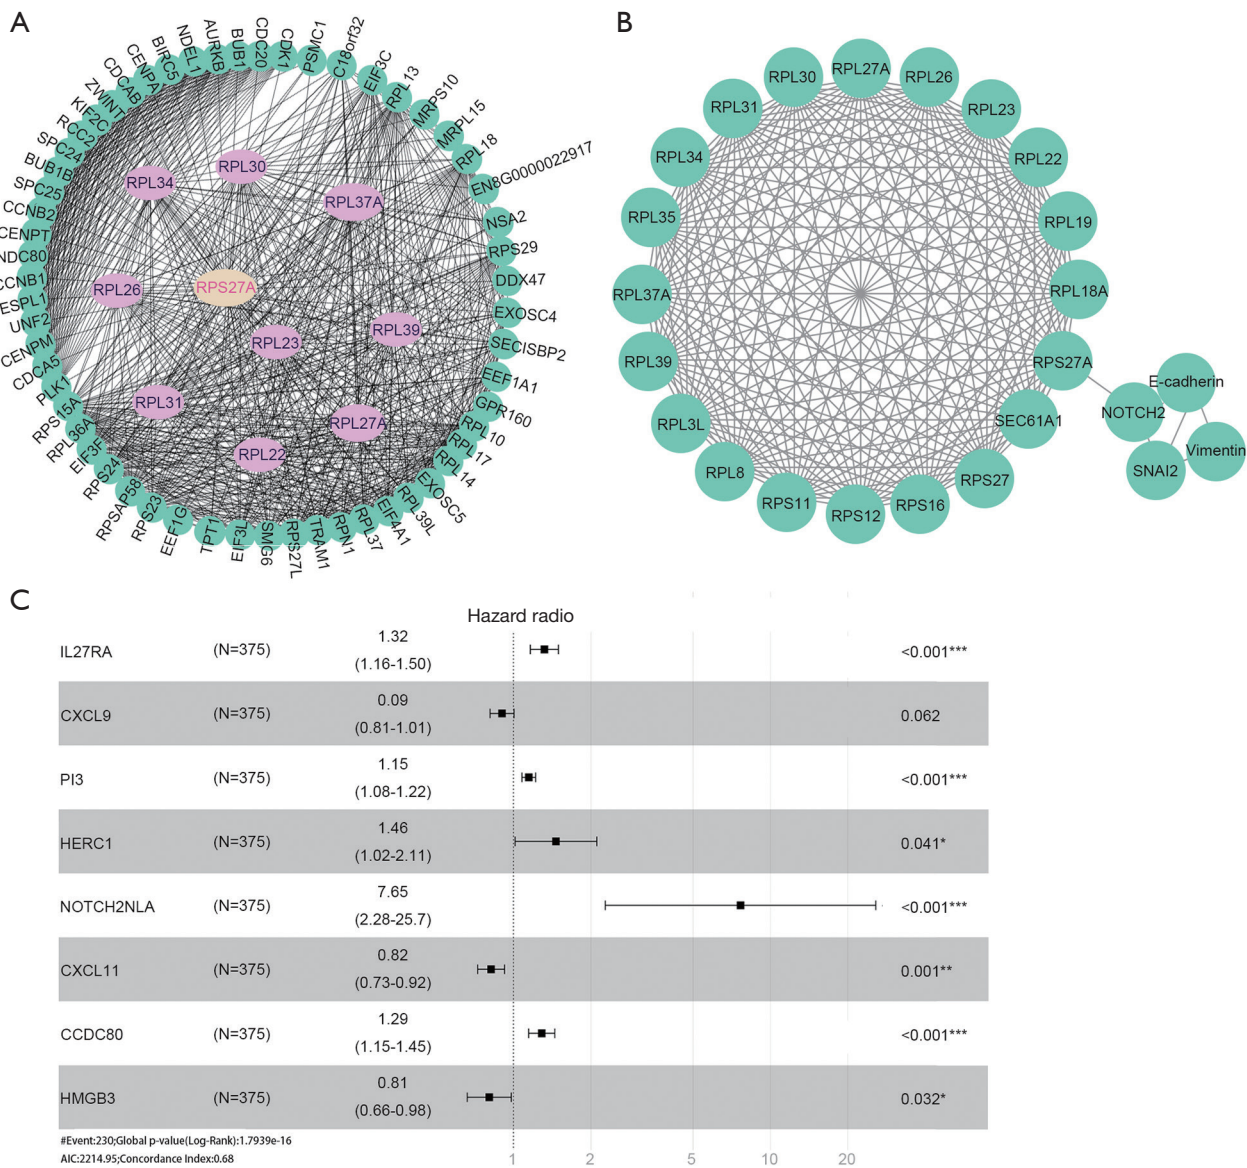 A
AURKB
BUB1
CDC20
CDK1
PSMC1
C18orf32
EIF3C
RPL13
MRPS10
MRPL15
RPL18
EN8G0000022917
NSA2
RPS29
DDX47
EXOSC4
SECISBP2
EEF1A1
GPR160
RPL10
RPL17
RPL14
EXOSC5
RPL39L
EIF4A1
RPL37
RPN1
TRAM1
RPS27L
SMG6
EIF3L
TPT1
EEF1G
RPS23
RPSAP58
RPS24
EIF3F
RPL36A
RPS15A
PLK1
CDCA5
CENPM
UNF2
ESPL1
CCNB1
NDC80
CENPT
CCNB2
SPC25
BUB1B
SPC24
RCC2
KIF2C
ZWINT
CDCAB
CENPA
BIRC5
NDEL1
RPL34
RPL30
RPL37A
RPL26
RPS27A
RPL23
RPL39
RPL31
RPL27A
RPL22
B
RPL27A
RPL26
RPL23
RPL22
RPL19
RPL18A
RPS27A
SEC61A1
RPS27
RPS16
RPS12
RPS11
RPL8
RPL3L
RPL39
RPL37A
RPL35
RPL34
RPL31
RPL30
E-cadherin
NOTCH2
Vimentin
SNAI2
C
Hazard radio
IL27RA (N=375) 1.32 <0.001***
(1.16-1.50)
CXCL9 (N=375) 0.09 0.062
(0.81-1.01)
PI3 (N=375) 1.15 <0.001***
(1.08-1.22)
HERC1 (N=375) 1.46 0.041*
(1.02-2.11)
NOTCH2NLA (N=375) 7.65 <0.001***
(2.28-25.7)
CXCL11 (N=375) 0.82 0.001**
(0.73-0.92)
CCDC80 (N=375) 1.29 <0.001***
(1.15-1.45)
HMGB3 (N=375) 0.81 0.032*
(0.66-0.98)
#Event:230;Global p-value(Log-Rank):1.7939e-16
AIC:2214.95;Concordance Index:0.68
1 2 5 10 20